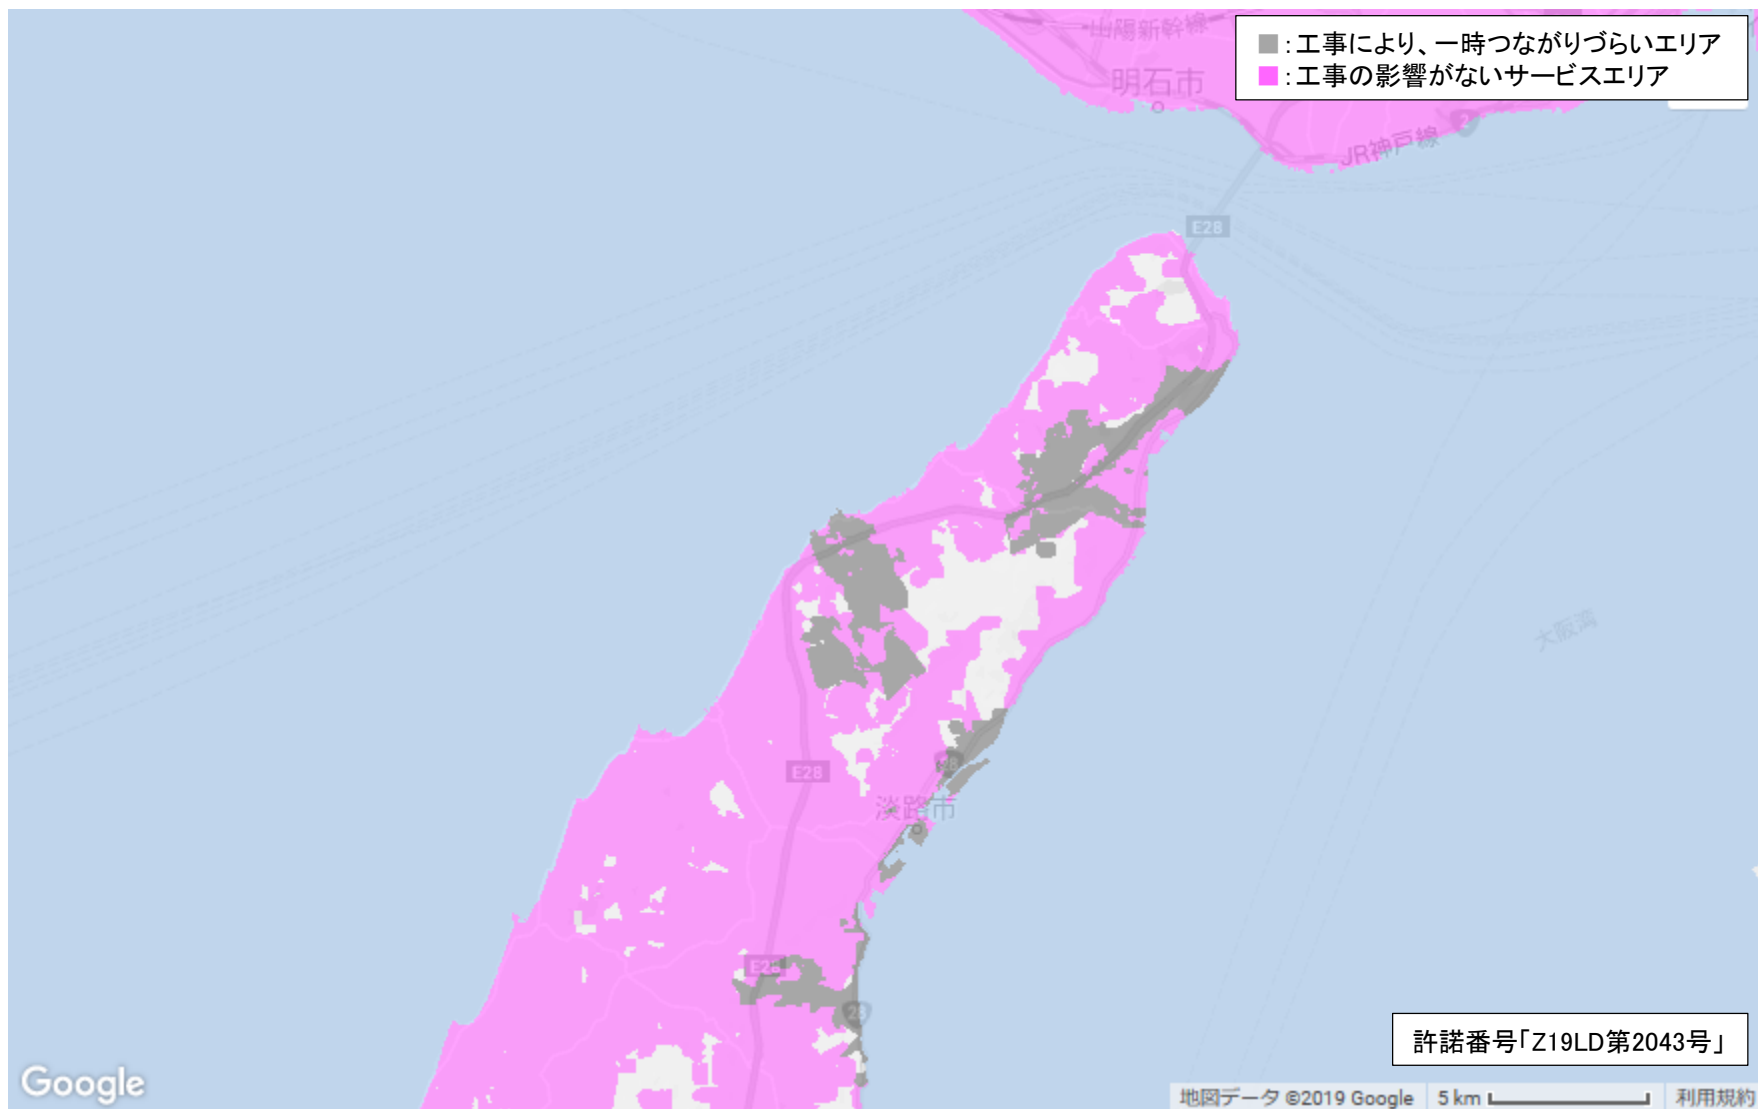 山陽新幹線
■：工事により、一時つながりづらいエリア
■：工事の影響がないサービスエリア
明石市
2
JR神戸線
E28
大阪湾
28
E28
淡路市
E28
28
許諾番号「Z19LD第2043号」
Google
地図データ ©2019 Google
5 km
利用規約